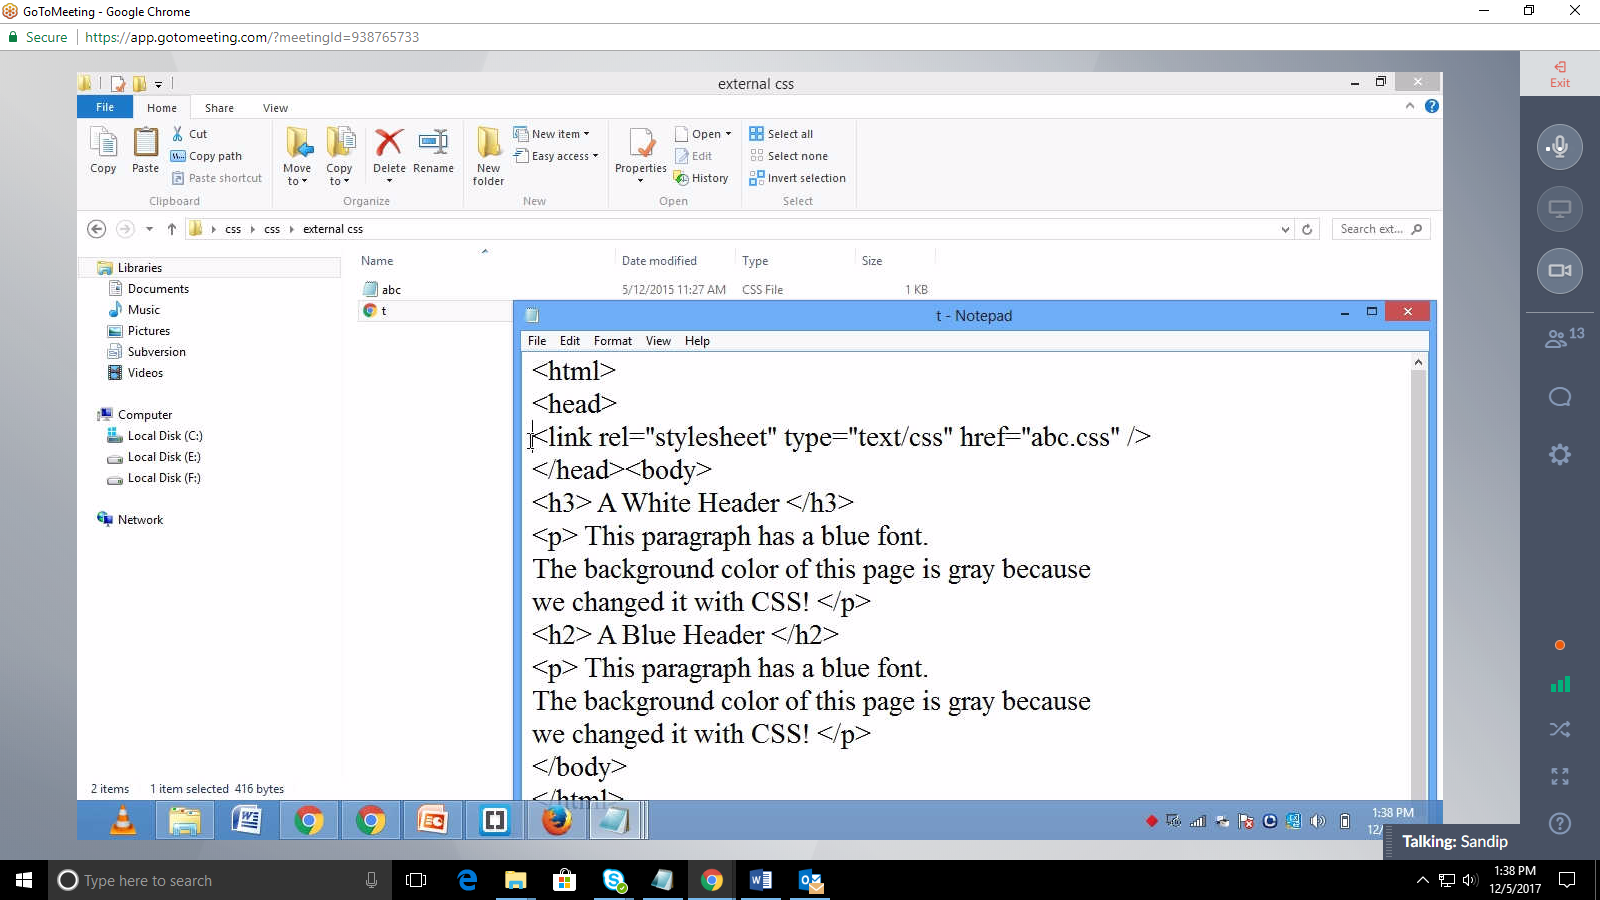 GoToMeeting - Google Chrome
Secure | https://app.gotomeeting.com/?meetingId=938765733
Exit
external css
File Home Share View
Copy
Paste
Cut
Copy path
Paste shortcut
Clipboard
Move to
Copy to
Delete
Rename
Organize
New folder
New item
Easy access
New
Properties
Open
Edit
History
Open
Select all
Select none
Invert selection
Select
css css external css
Search ext...
Name Date modified Type Size
abc 5/12/2015 11:27 AM CSS File 1 KB
t
Libraries
Documents
Music
Pictures
Subversion
Videos
Computer
Local Disk (C:)
Local Disk (E:)
Local Disk (F:)
Network
2 items 1 item selected 416 bytes
t - Notepad
File Edit Format View Help
<html>
<head>
<link rel="stylesheet" type="text/css" href="abc.css" />
</head><body>
<h3> A White Header </h3>
<p> This paragraph has a blue font.
The background color of this page is gray because
we changed it with CSS! </p>
<h2> A Blue Header </h2>
<p> This paragraph has a blue font.
The background color of this page is gray because
we changed it with CSS! </p>
</body>
</html>
13
1:38 PM
12/
Talking: Sandip
Type here to search
1:38 PM
12/5/2017